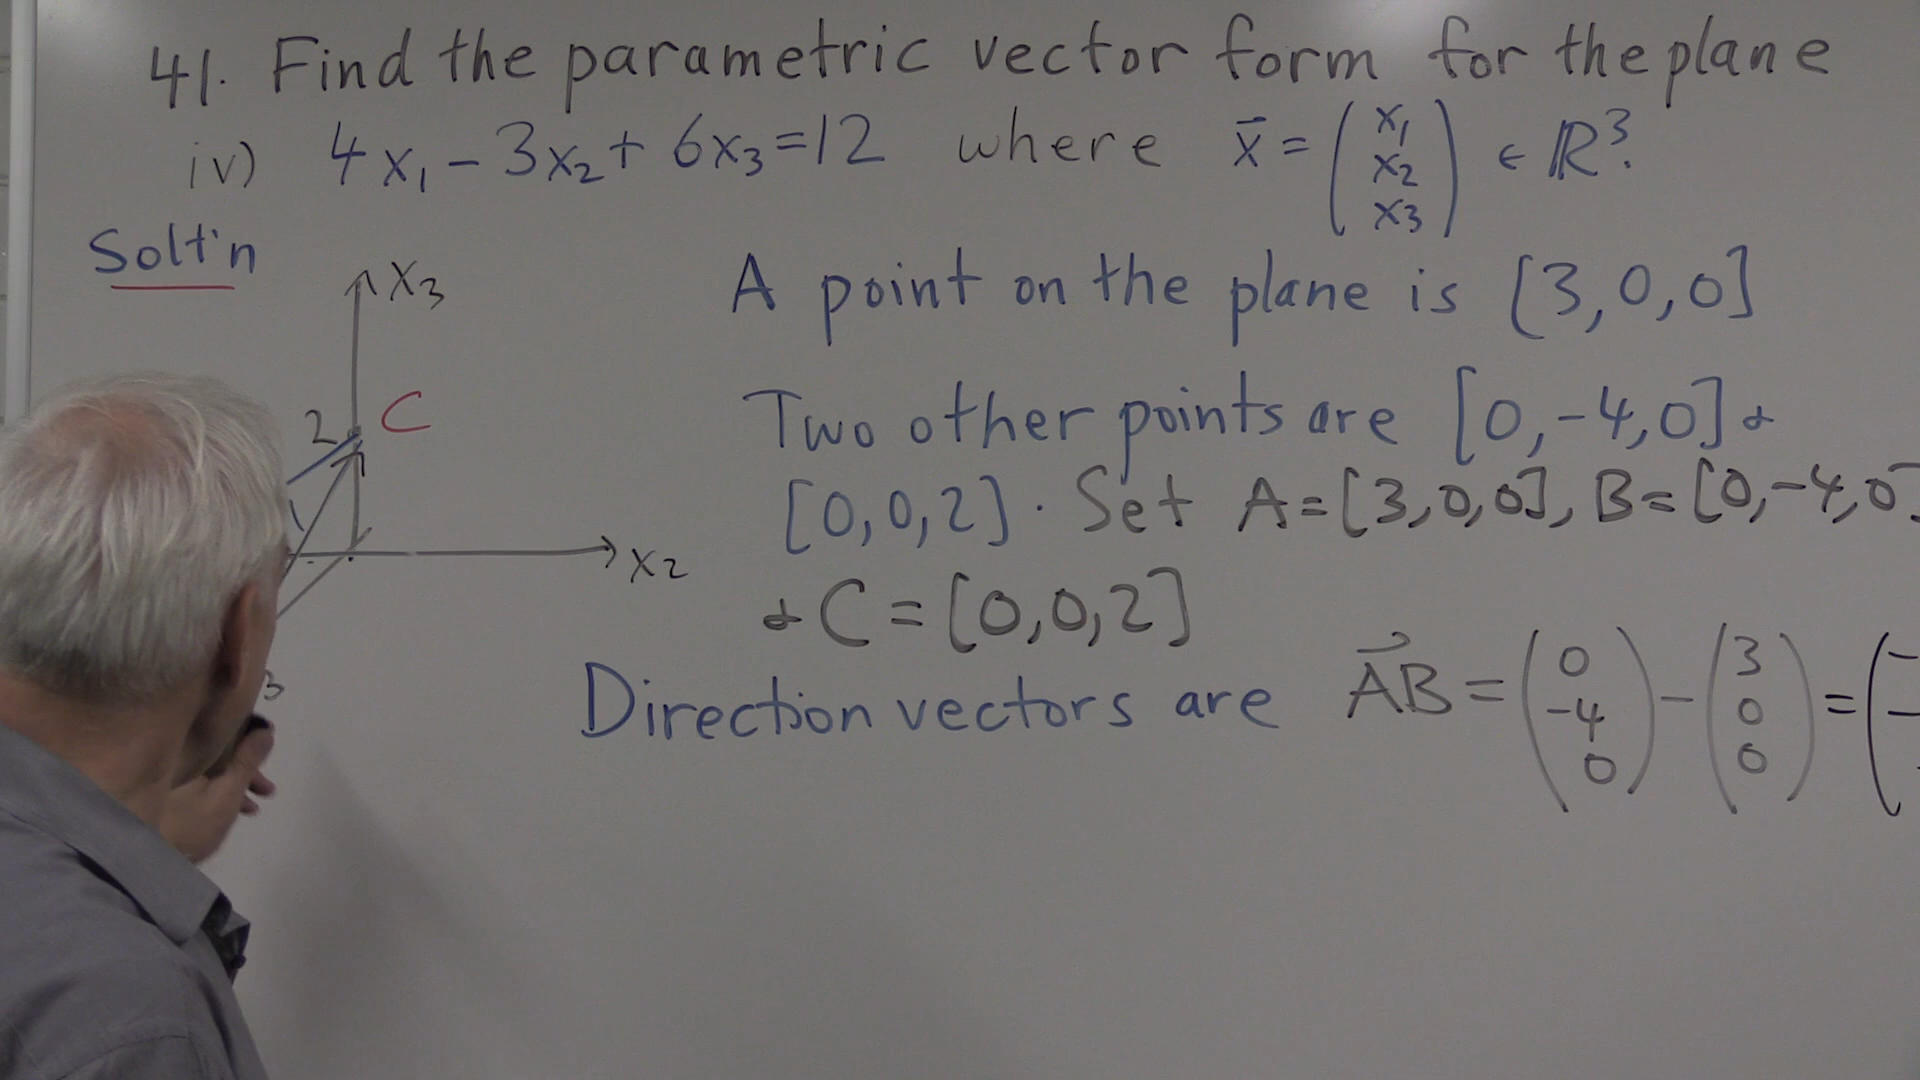 41. Find the parametric vector form for the plane
iv) 4x₁ - 3x₂ + 6x₃ = 12 where x̄ = (x₁ x₂ x₃) ∈ ℝ³.
Solt'n
x₃
A point on the plane is [3,0,0]
2 C
Two other points are [0,-4,0] &
[0,0,2]. Set A=[3,0,0], B=[0,-4,0]
x₂
& C = [0,0,2]
3
Direction vectors are A⃗B = (0 -4 0) - (3 0 0) = (